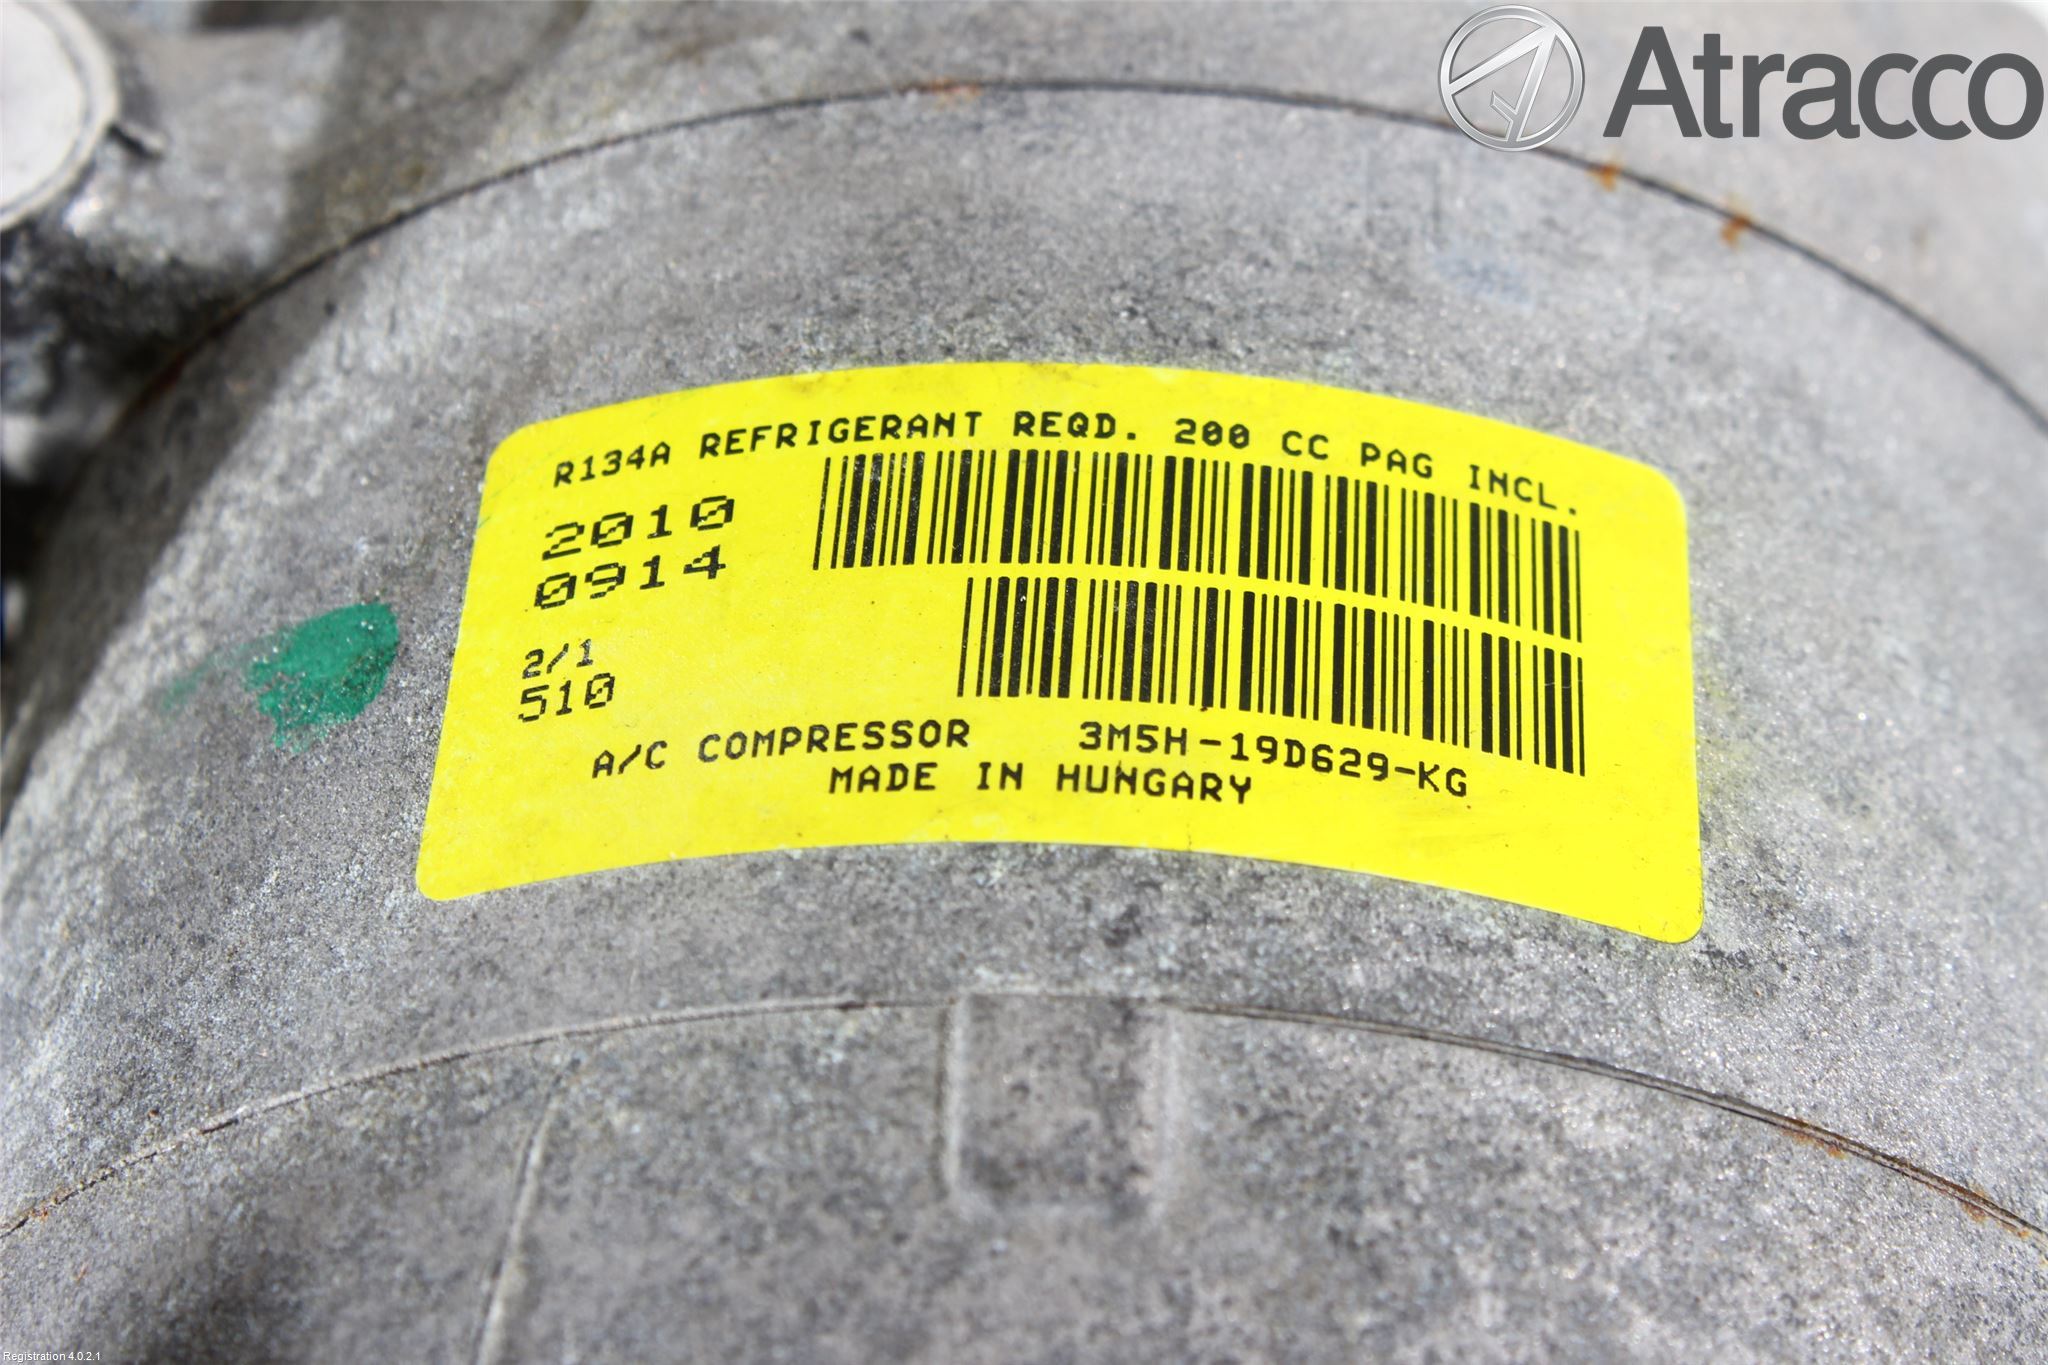 Atracco
R134A REFRIGERANT REQD. 200 CC PAG INCL.
2010
0914
2/1
510
A/C COMPRESSOR 3M5H-19D629-KG
MADE IN HUNGARY
Registration 4.0.2.1